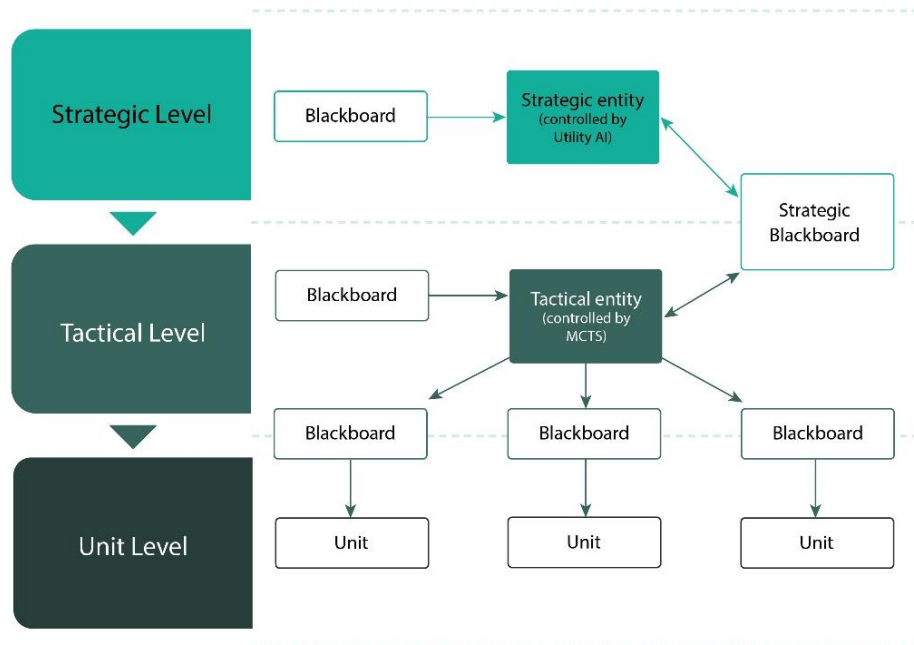 Strategic Level
Blackboard
Strategic entity
(controlled by
Utility AI)
Strategic
Blackboard
Tactical Level
Blackboard
Tactical entity
(controlled by
MCTS)
Blackboard
Blackboard
Blackboard
Unit Level
Unit
Unit
Unit